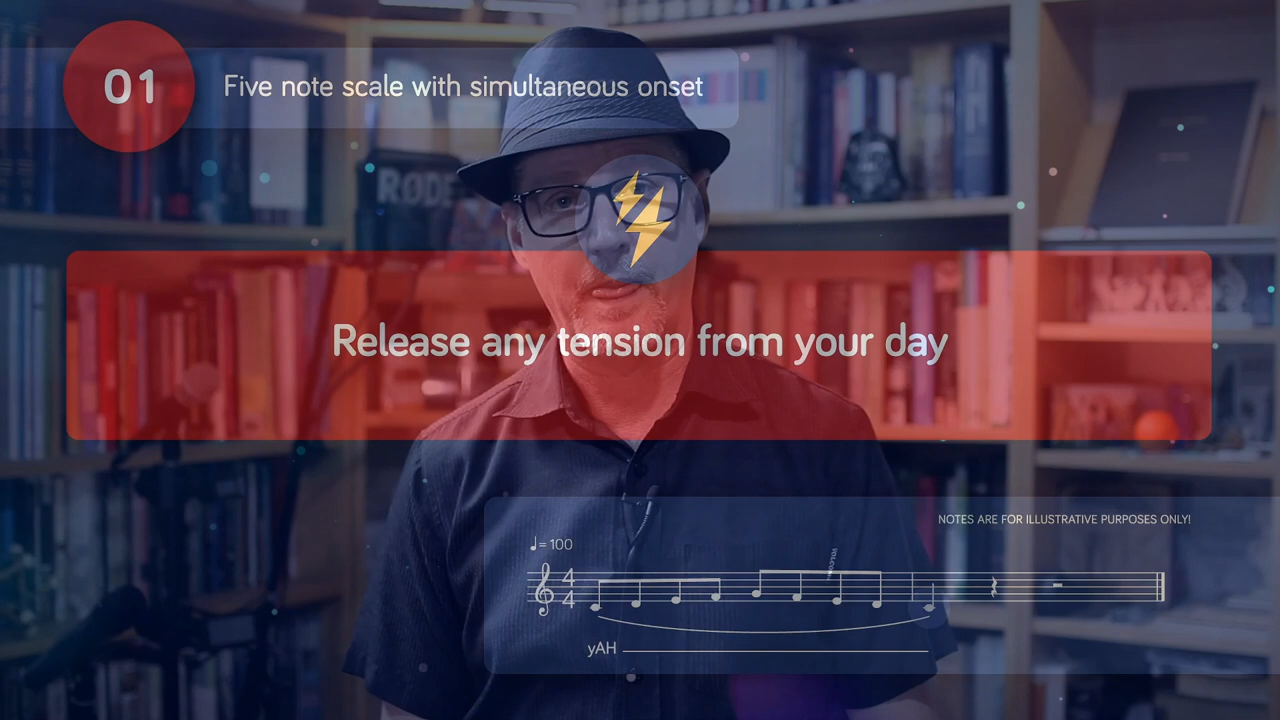 01
Five note scale with simultaneous onset
RØDE
Release any tension from your day
NOTES ARE FOR ILLUSTRATIVE PURPOSES ONLY!
♩=100
4
4
yAH